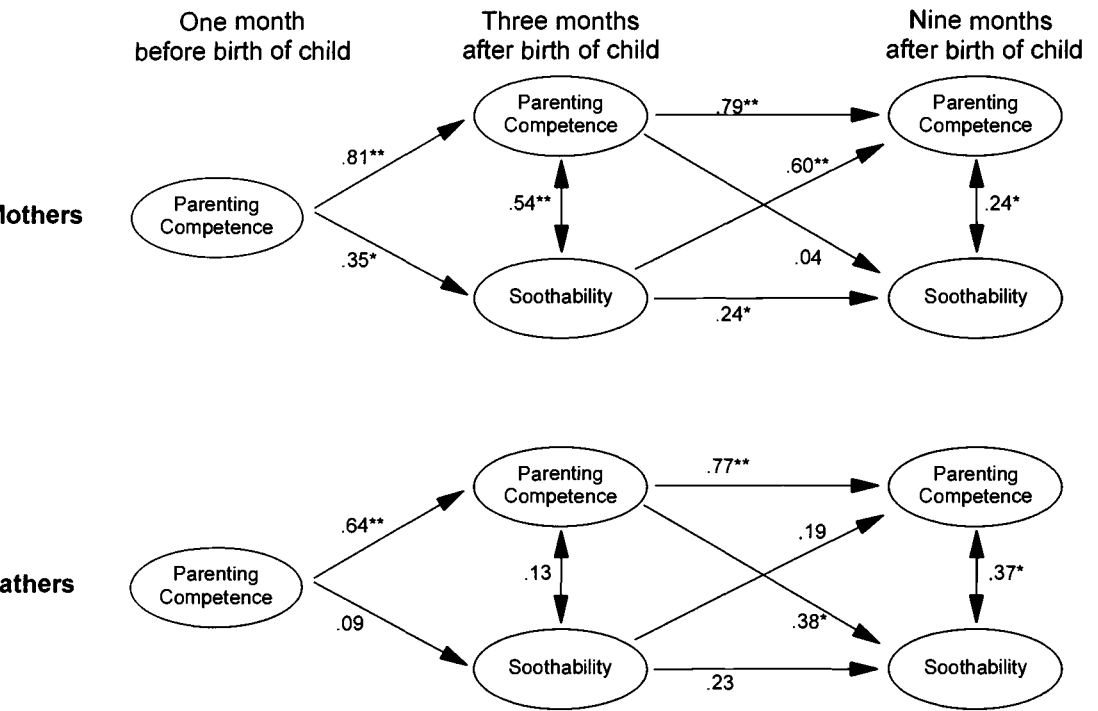 One month
before birth of child
Three months
after birth of child
Nine months
after birth of child
Parenting
Competence
.79**
Parenting
Competence
.81**
.60**
Mothers
Parenting
Competence
.54**
.24*
.35*
.04
Soothability
.24*
Soothability
Parenting
Competence
.77**
Parenting
Competence
.64**
.19
athers
Parenting
Competence
.13
.37*
.09
.38*
Soothability
.23
Soothability